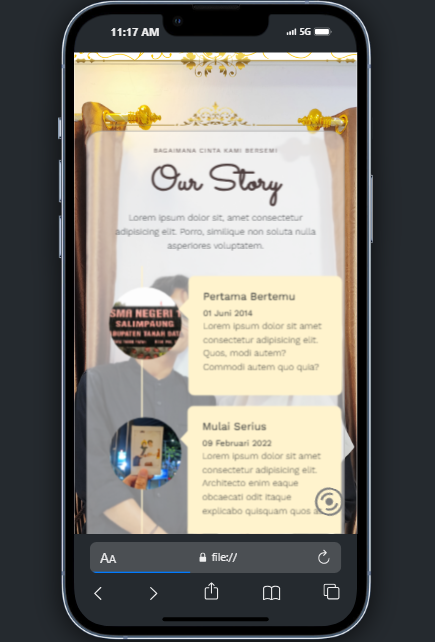 11:17 AM
5G
BAGAIMANA CINTA KAMI BERSEMI
Our Story
Lorem ipsum dolor sit, amet consectetur
adipisicing elit. Porro, similique non soluta nulla
asperiores voluptatem.
SMA NEGERI 1
SALIMPAUNG
Pertama Bertemu
01 Juni 2014
Lorem ipsum dolor sit amet
consectetur adipisicing elit.
Quos, modi autem?
Commodi autem quo quia?
Mulai Serius
09 Februari 2022
Lorem ipsum dolor sit amet
consectetur adipisicing elit.
Architecto enim eaque
obcaecati odit itaque
explicabo quisquam quos
AA
file://